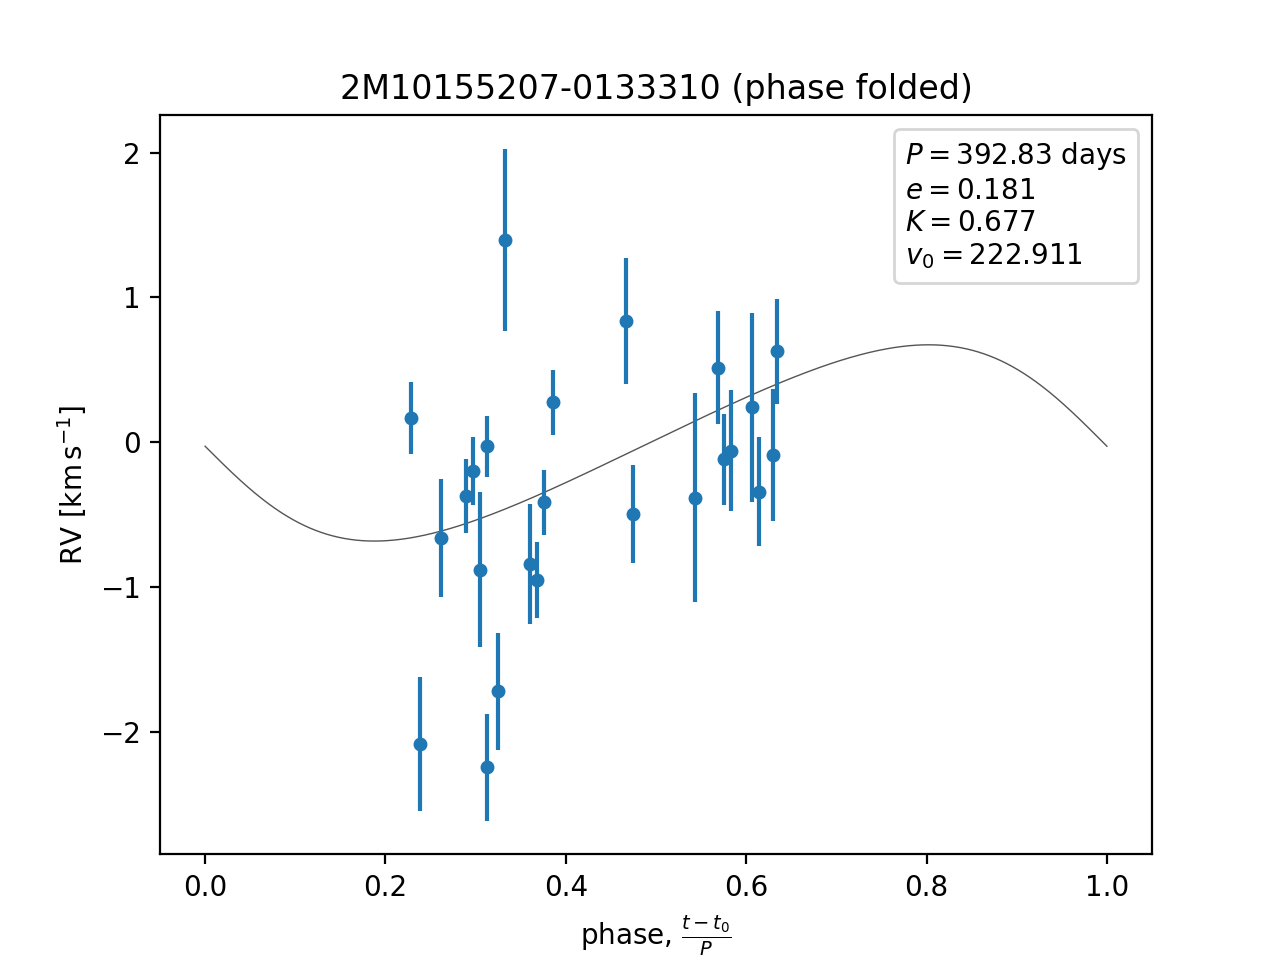 2M10155207-0133310 (phase folded)
P = 392.83 days
e = 0.181
K = 0.677
v₀ = 222.911
2
1
0
−1
−2
RV [km s⁻¹]
0.0 0.2 0.4 0.6 0.8 1.0
phase, (t − t₀)/P